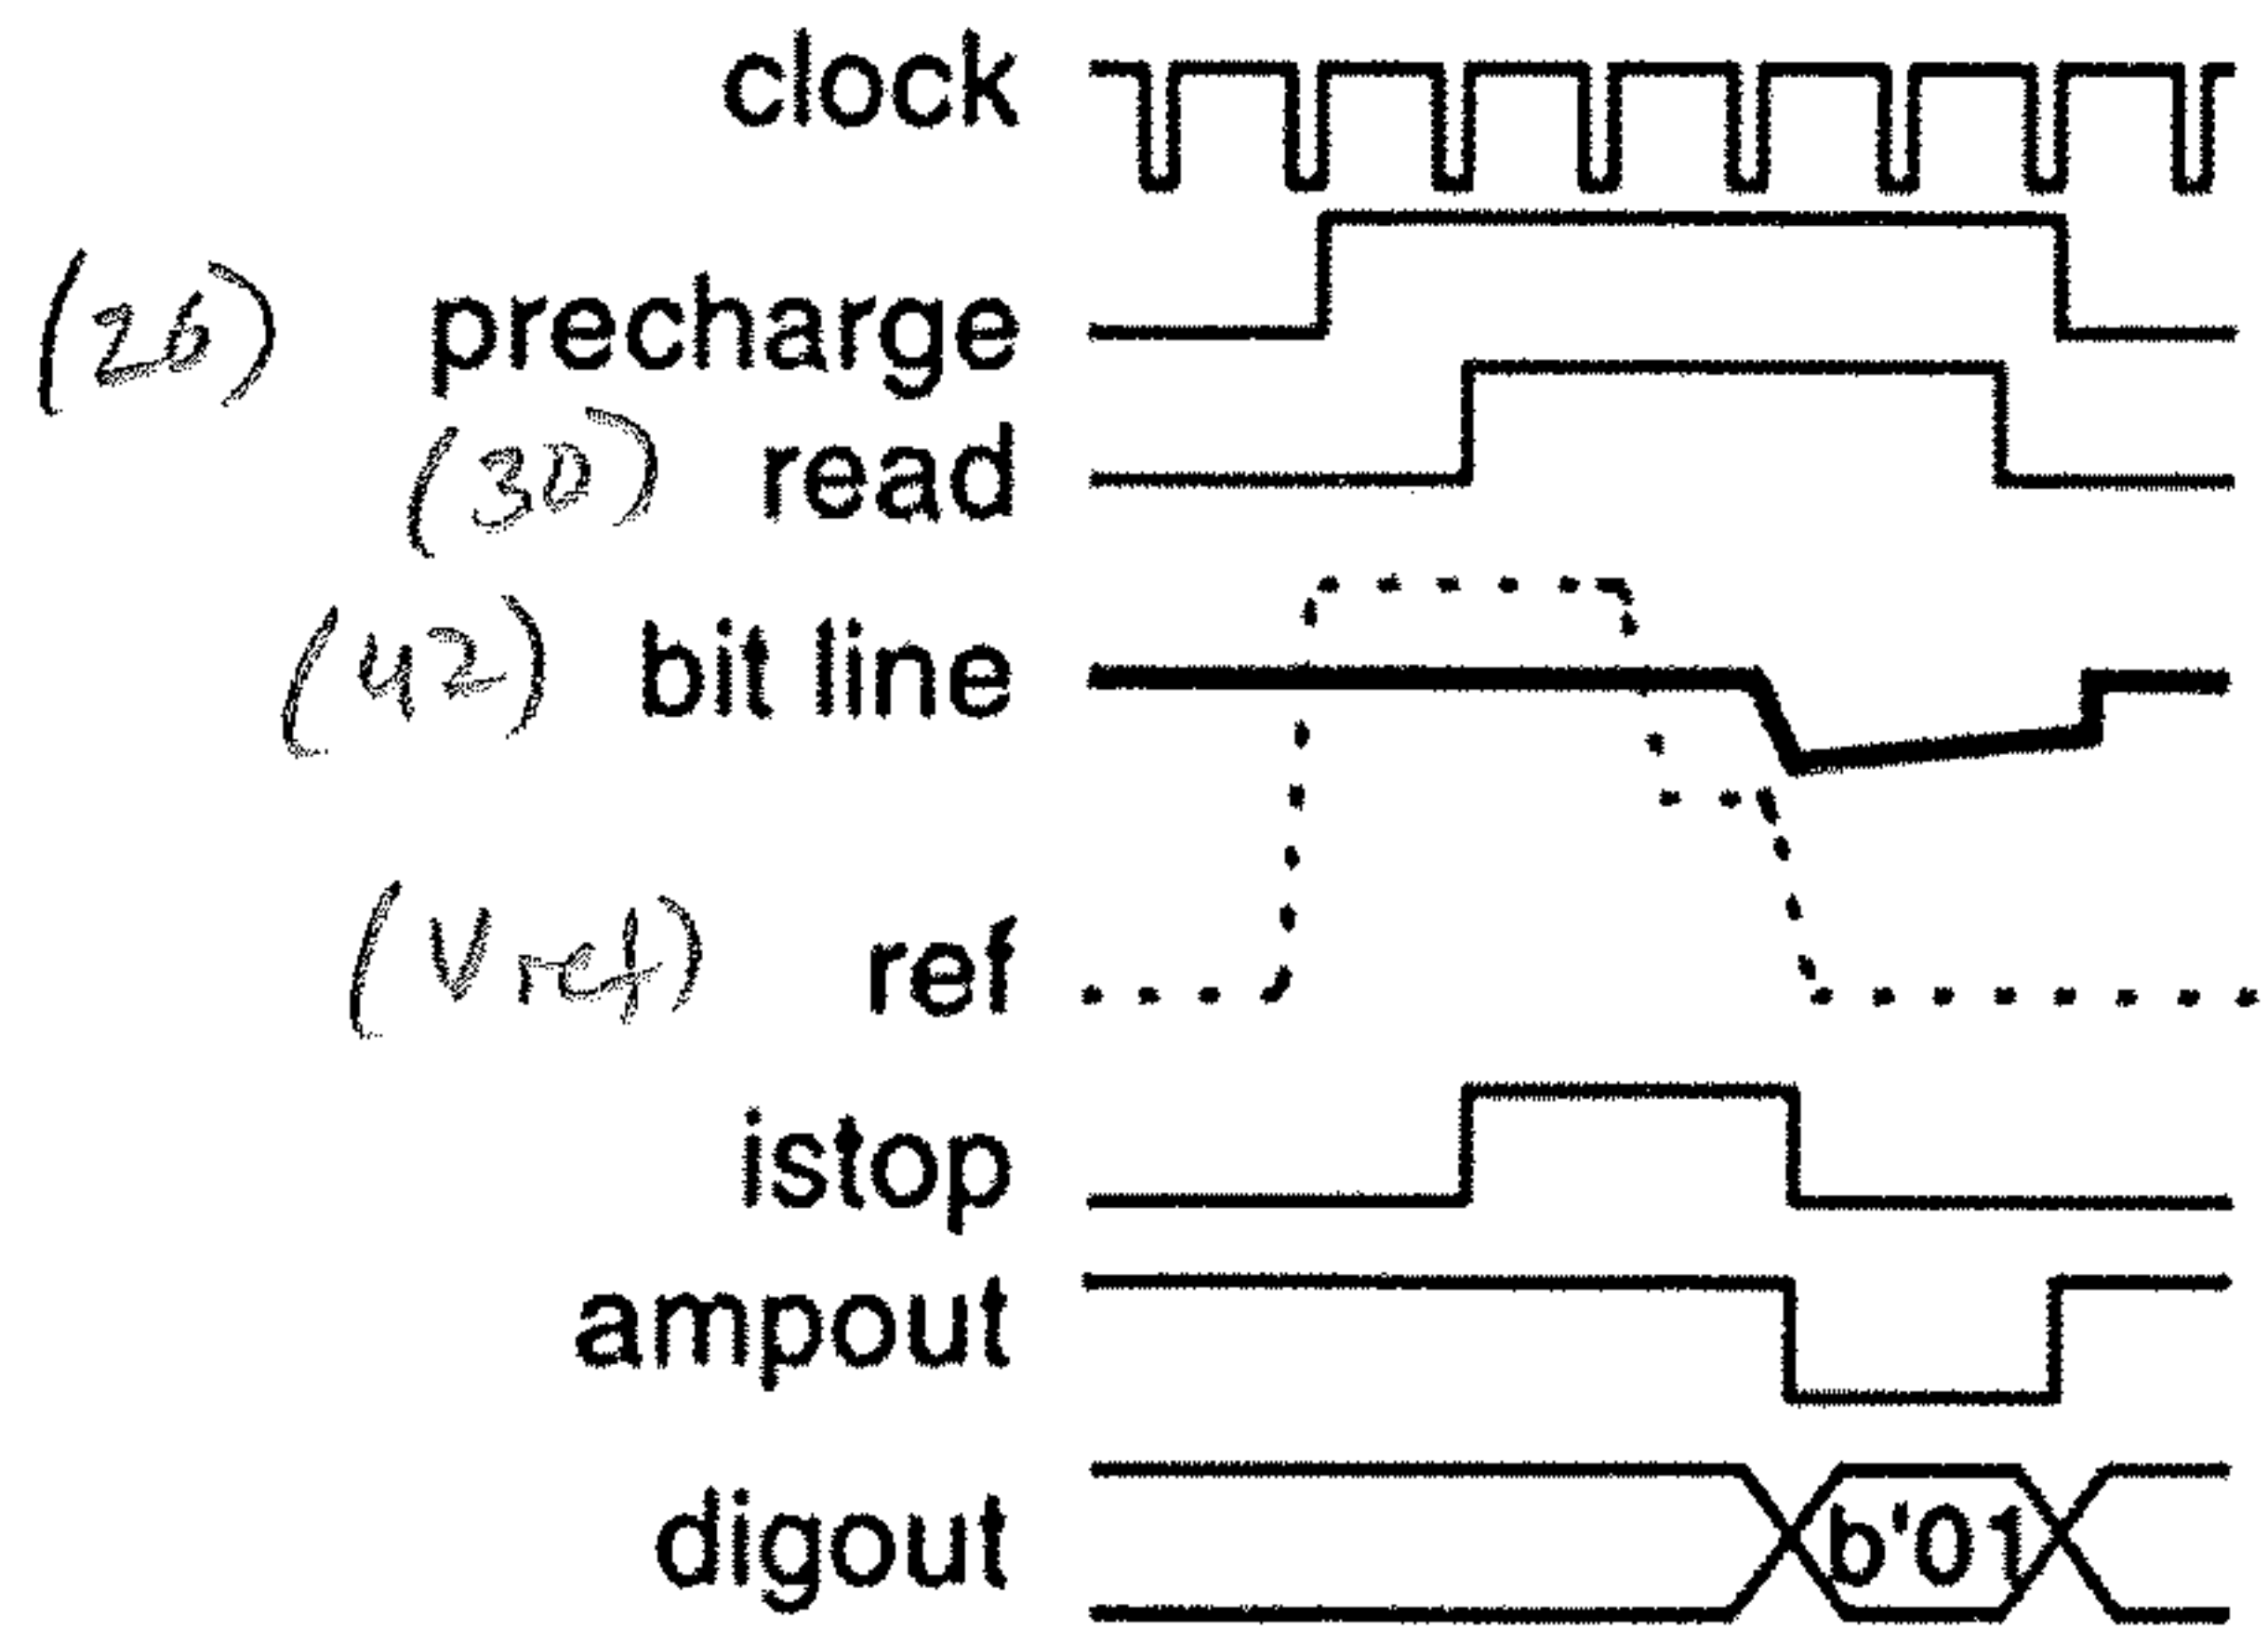 clock
(26) precharge
(30) read
(42) bit line
(Vref) ref
istop
ampout
digout b'01